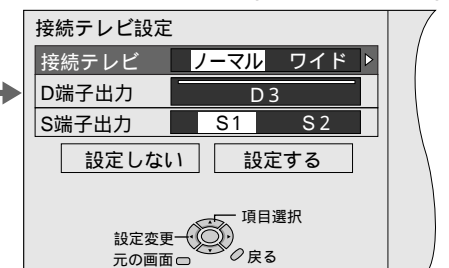 接続テレビ設定
接続テレビ ノーマル ワイド
D端子出力 D3
S端子出力 S1 S2
設定しない 設定する
項目選択
設定変更
元の画面 戻る